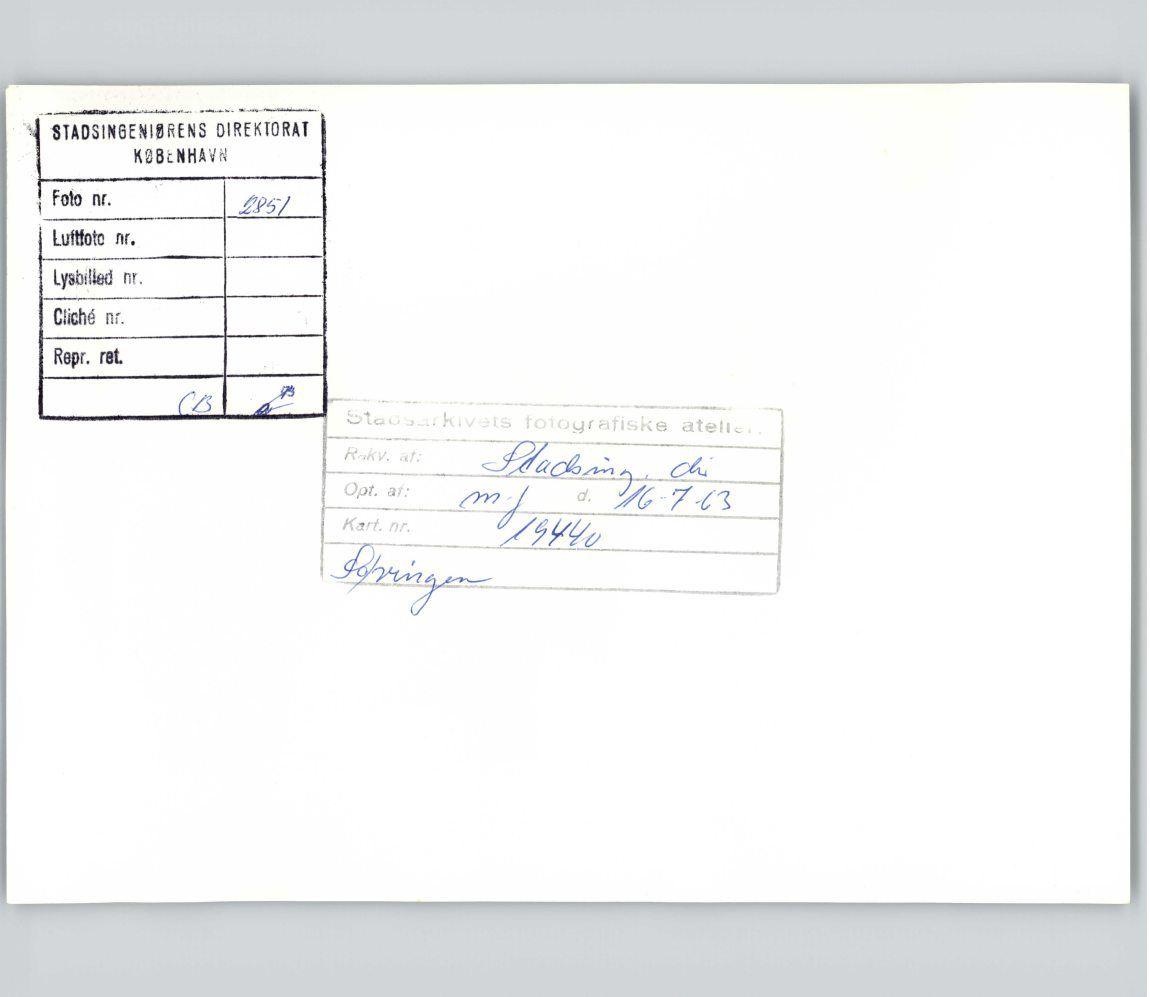 STADSINGENIØRENS DIREKTORAT
KØBENHAVN
Foto nr. 2851
Luftfoto nr.
Lysbilled nr.
Cliché nr.
Repr. ret.
CB
Stadsarkivets fotografiske atelier.
Rekv. af: Stadsing. dir
Opt. af: m-f d. 16-7-63
Kart. nr. 19440